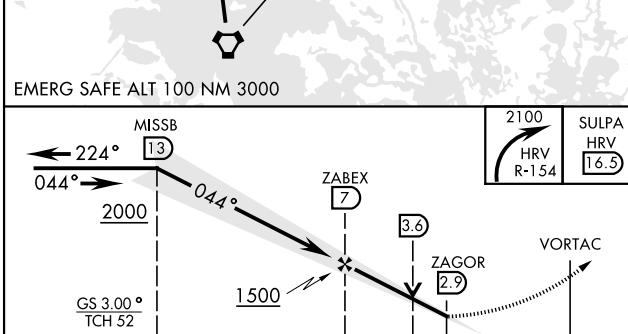 EMERG SAFE ALT 100 NM 3000
MISSB
13
224°
044°
2000
044°
ZABEX
7
3.6
ZAGOR
2.9
1500
GS 3.00°
TCH 52
VORTAC
2100
HRV
R-154
SULPA
HRV
16.5